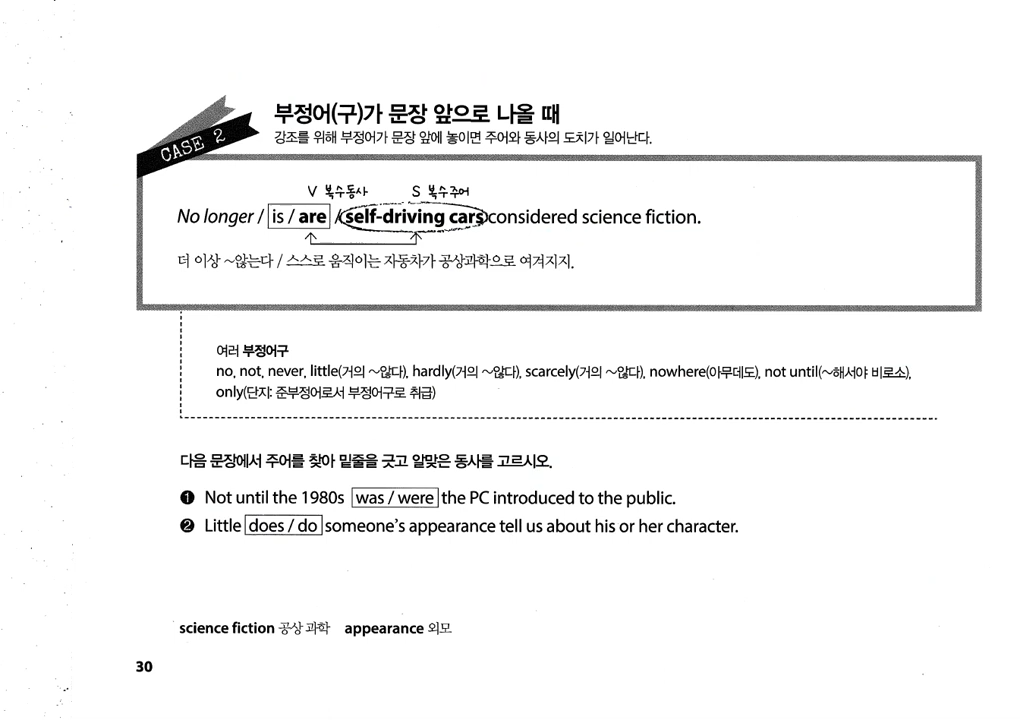 CASE 2
부정어(구)가 문장 앞으로 나올 때
강조를 위해 부정어가 문장 앞에 놓이면 주어와 동사의 도치가 일어난다.
V 복수동사 S 복수주어
No longer / is / are / self-driving cars considered science fiction.
더 이상 ~않는다 / 스스로 움직이는 자동차가 공상과학으로 여겨지지.
여러 부정어구
no, not, never, little(거의 ~않다), hardly(거의 ~않다), scarcely(거의 ~않다), nowhere(아무데도), not until(~해서야 비로소),
only(단지: 준부정어로서 부정어구로 취급)
다음 문장에서 주어를 찾아 밑줄을 긋고 알맞은 동사를 고르시오.
❶ Not until the 1980s was / were the PC introduced to the public.
❷ Little does / do someone's appearance tell us about his or her character.
science fiction 공상 과학 appearance 외모
30